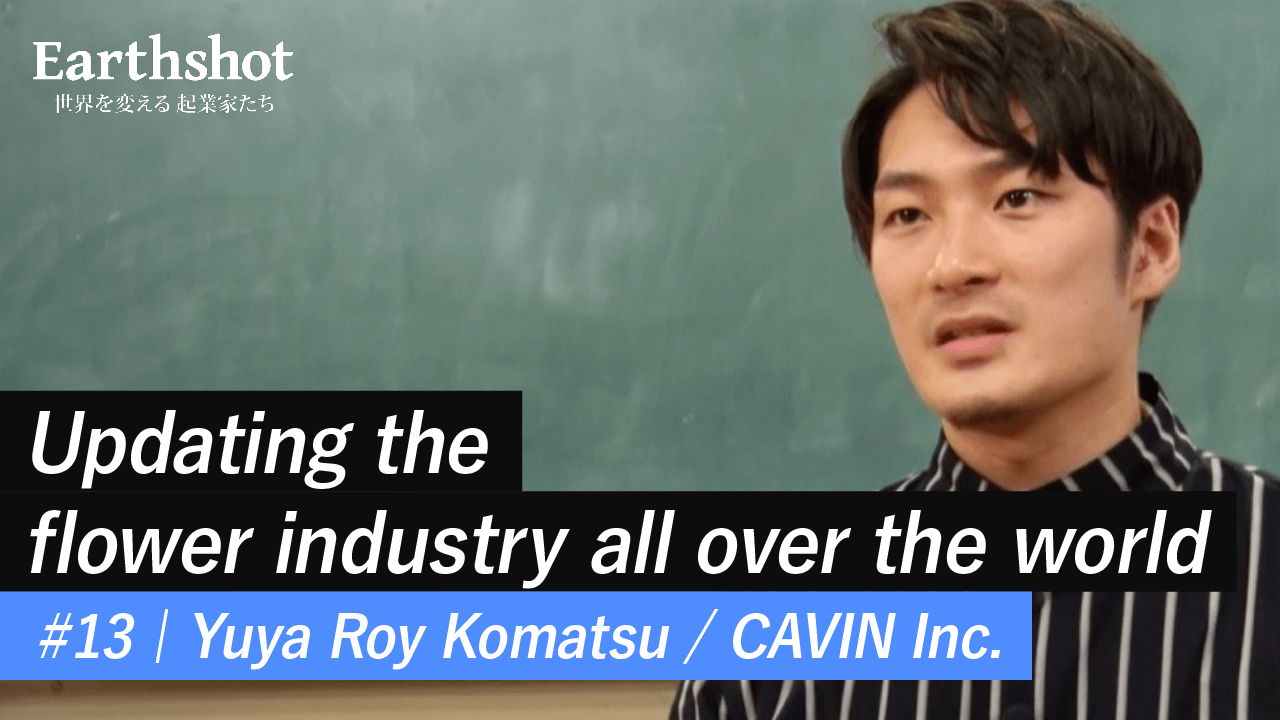 Earthshot
世界を変える 起業家たち
Updating the
flower industry all over the world
#13 | Yuya Roy Komatsu / CAVIN Inc.